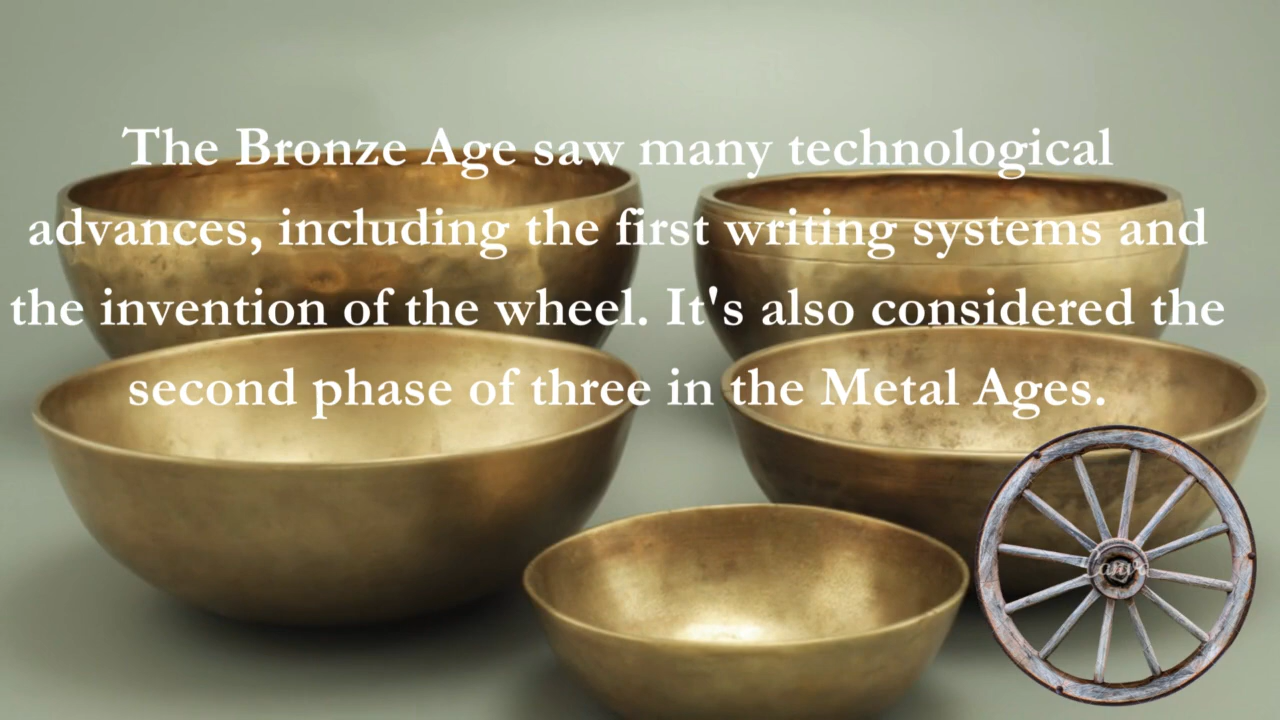 The Bronze Age saw many technological
advances, including the first writing systems and
the invention of the wheel. It's also considered the
second phase of three in the Metal Ages.
Canva